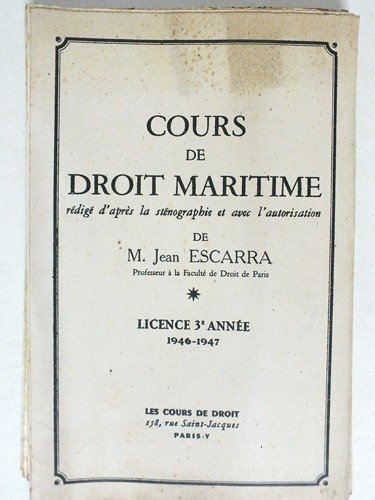 COURS
DE
DROIT MARITIME
rédigé d'après la sténographie et avec l'autorisation
DE
M. Jean ESCARRA
Professeur à la Faculté de Droit de Paris
LICENCE 3ᴱ ANNÉE
1946-1947
LES COURS DE DROIT
158, rue Saint-Jacques
PARIS-V